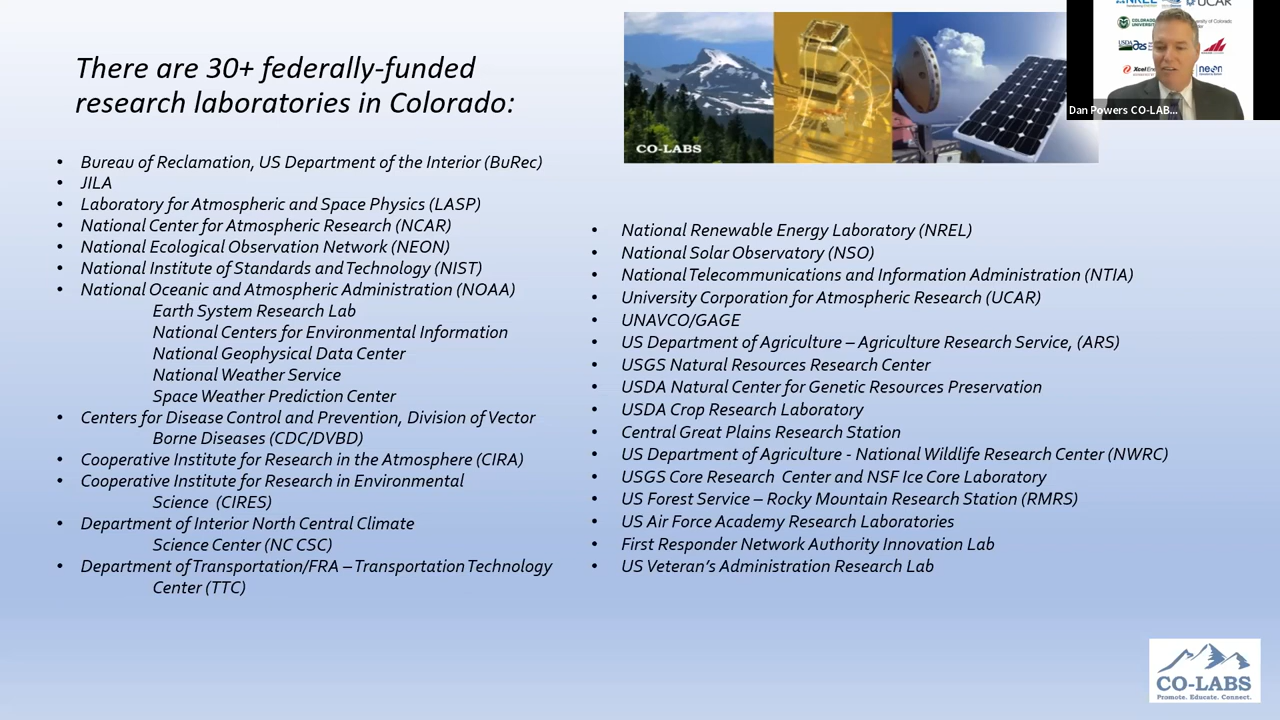 There are 30+ federally-funded
research laboratories in Colorado:
• Bureau of Reclamation, US Department of the Interior (BuRec)
• JILA
• Laboratory for Atmospheric and Space Physics (LASP)
• National Center for Atmospheric Research (NCAR)
• National Ecological Observation Network (NEON)
• National Institute of Standards and Technology (NIST)
• National Oceanic and Atmospheric Administration (NOAA)
Earth System Research Lab
National Centers for Environmental Information
National Geophysical Data Center
National Weather Service
Space Weather Prediction Center
• Centers for Disease Control and Prevention, Division of Vector
Borne Diseases (CDC/DVBD)
• Cooperative Institute for Research in the Atmosphere (CIRA)
• Cooperative Institute for Research in Environmental
Science (CIRES)
• Department of Interior North Central Climate
Science Center (NC CSC)
• Department of Transportation/FRA – Transportation Technology
Center (TTC)
CO-LABS
• National Renewable Energy Laboratory (NREL)
• National Solar Observatory (NSO)
• National Telecommunications and Information Administration (NTIA)
• University Corporation for Atmospheric Research (UCAR)
• UNAVCO/GAGE
• US Department of Agriculture – Agriculture Research Service, (ARS)
• USGS Natural Resources Research Center
• USDA Natural Center for Genetic Resources Preservation
• USDA Crop Research Laboratory
• Central Great Plains Research Station
• US Department of Agriculture - National Wildlife Research Center (NWRC)
• USGS Core Research Center and NSF Ice Core Laboratory
• US Forest Service – Rocky Mountain Research Station (RMRS)
• US Air Force Academy Research Laboratories
• First Responder Network Authority Innovation Lab
• US Veteran's Administration Research Lab
NREL
UCAR
COLORADO
USDA
Xcel
neon
Dan Powers CO-LAB...
CO-LABS
Promote. Educate. Connect.